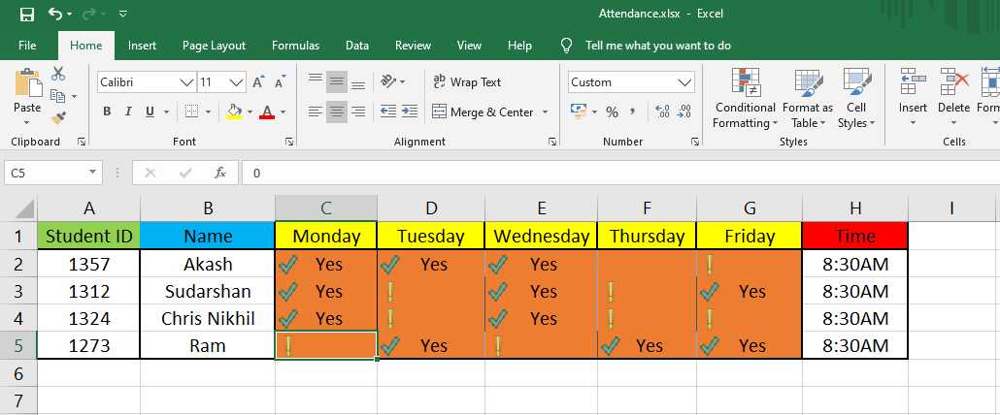 Attendance.xlsx - Excel
File Home Insert Page Layout Formulas Data Review View Help Tell me what you want to do
Calibri 11 A A ab Wrap Text Custom
Paste B I U A Merge & Center % , Conditional Formatting Format as Table Cell Styles Insert Delete Form
Clipboard Font Alignment Number Styles Cells
C5 fx 0
A B C D E F G H I
1 Student ID Name Monday Tuesday Wednesday Thursday Friday Time
2 1357 Akash Yes Yes Yes 8:30AM
3 1312 Sudarshan Yes Yes Yes 8:30AM
4 1324 Chris Nikhil Yes Yes 8:30AM
5 1273 Ram Yes Yes Yes 8:30AM
6
7